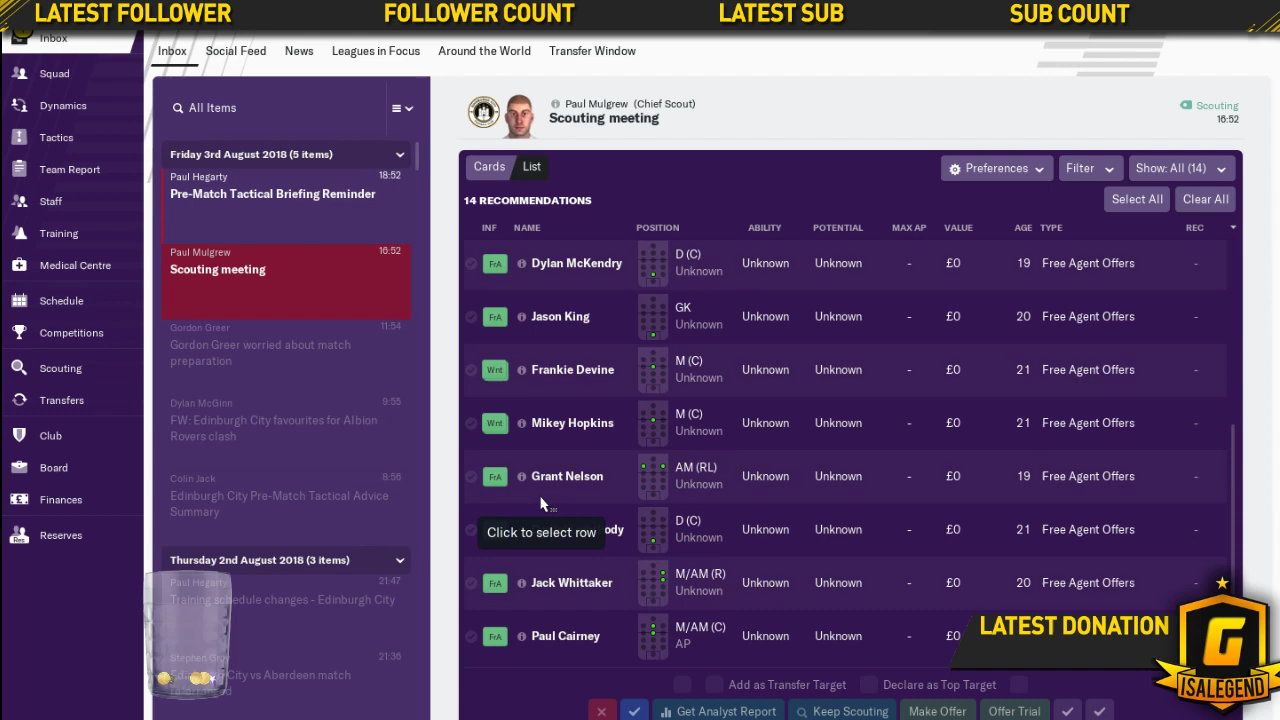 LATEST FOLLOWER FOLLOWER COUNT LATEST SUB SUB COUNT
Inbox
Squad
Dynamics
Tactics
Team Report
Staff
Training
Medical Centre
Schedule
Competitions
Scouting
Transfers
Club
Board
Finances
Res Reserves
Inbox Social Feed News Leagues in Focus Around the World Transfer Window
All Items
Friday 3rd August 2018 (5 items)
Paul Hegarty 18:52
Pre-Match Tactical Briefing Reminder
Paul Mulgrew 16:52
Scouting meeting
Gordon Greer 11:54
Gordon Greer worried about match
preparation
Dylan McGinn 9:55
FW: Edinburgh City favourites for Albion
Rovers clash
Colin Jack 8:56
Edinburgh City Pre-Match Tactical Advice
Summary
Thursday 2nd August 2018 (3 items)
Paul Hegarty 21:47
Training schedule changes - Edinburgh City
Stephen 21:36
City vs Aberdeen match
Paul Mulgrew (Chief Scout)
Scouting meeting
Scouting
16:52
Cards List Preferences Filter Show: All (14)
14 RECOMMENDATIONS Select All Clear All
INF NAME POSITION ABILITY POTENTIAL MAX AP VALUE AGE TYPE REC
FrA Dylan McKendry D (C) Unknown Unknown Unknown - £0 19 Free Agent Offers -
FrA Jason King GK Unknown Unknown Unknown - £0 20 Free Agent Offers -
Wnt Frankie Devine M (C) Unknown Unknown Unknown - £0 21 Free Agent Offers -
Wnt Mikey Hopkins M (C) Unknown Unknown Unknown - £0 21 Free Agent Offers -
FrA Grant Nelson AM (RL) Unknown Unknown Unknown - £0 19 Free Agent Offers -
ody D (C) Unknown Unknown Unknown - £0 21 Free Agent Offers -
Click to select row
FrA Jack Whittaker M/AM (R) Unknown Unknown Unknown - £0 20 Free Agent Offers -
FrA Paul Cairney M/AM (C) AP Unknown Unknown - £0
LATEST DONATION
G
ISALEGEND
Add as Transfer Target Declare as Top Target
Get Analyst Report Keep Scouting Make Offer Offer Trial